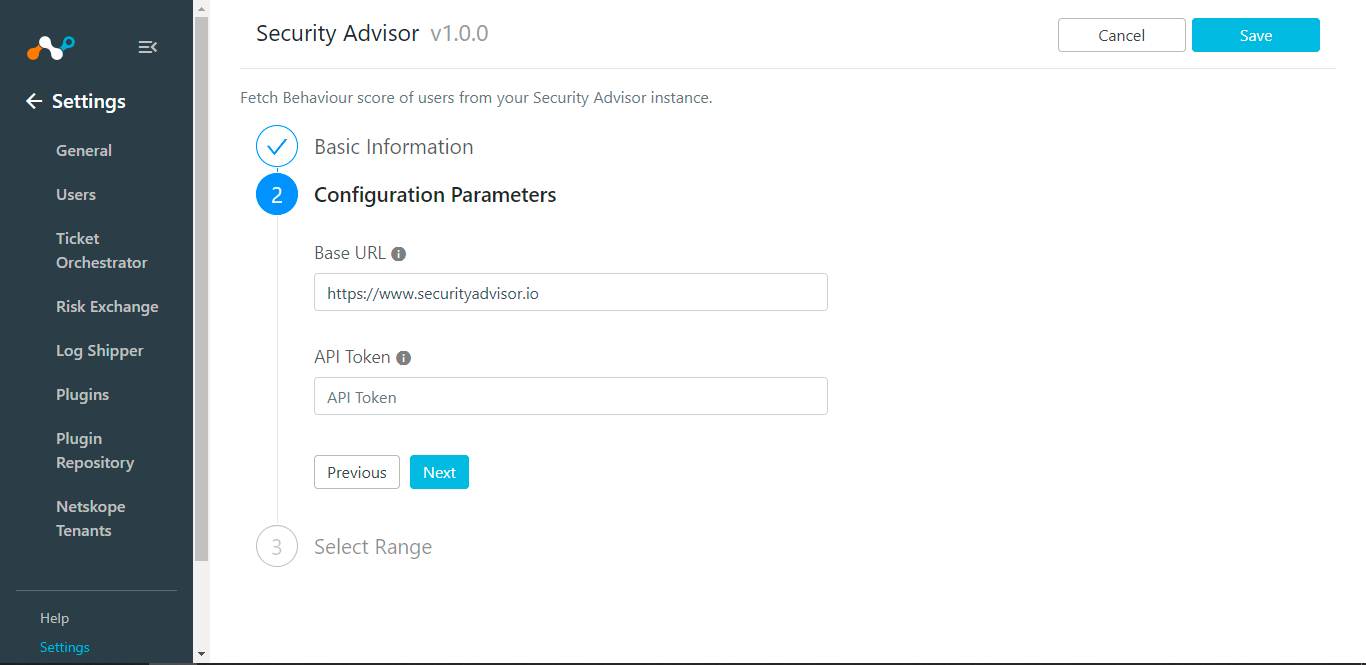 Settings
General
Users
Ticket
Orchestrator
Risk Exchange
Log Shipper
Plugins
Plugin
Repository
Netskope
Tenants
Help
Settings
Security Advisor v1.0.0
Cancel
Save
Fetch Behaviour score of users from your Security Advisor instance.
Basic Information
2 Configuration Parameters
Base URL
https://www.securityadvisor.io
API Token
API Token
Previous
Next
3 Select Range